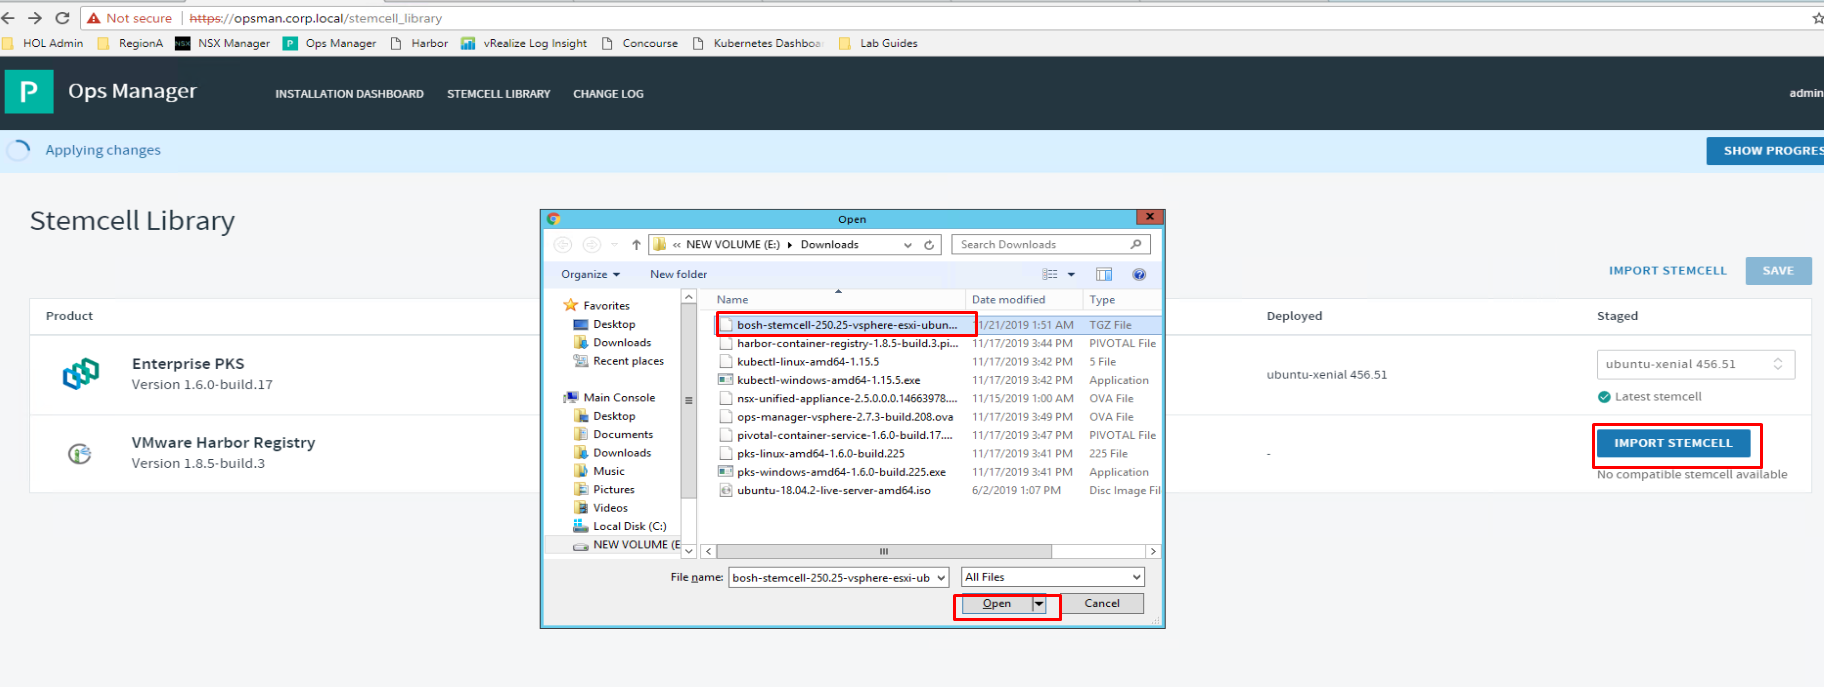 Not secure | https://opsman.corp.local/stemcell_library
HOL Admin RegionA NSX NSX Manager P Ops Manager Harbor vRealize Log Insight Concourse Kubernetes Dashboa Lab Guides
P Ops Manager INSTALLATION DASHBOARD STEMCELL LIBRARY CHANGE LOG admin
Applying changes SHOW PROGRES
Stemcell Library
IMPORT STEMCELL SAVE
Product Deployed Staged
Enterprise PKS
Version 1.6.0-build.17
ubuntu-xenial 456.51
ubuntu-xenial 456.51
Latest stemcell
VMware Harbor Registry
Version 1.8.5-build.3
-
IMPORT STEMCELL
No compatible stemcell available
Open
« NEW VOLUME (E:) Downloads Search Downloads
Organize New folder
Favorites
Desktop
Downloads
Recent places
Main Console
Desktop
Documents
Downloads
Music
Pictures
Videos
Local Disk (C:)
NEW VOLUME (E
Name Date modified Type
bosh-stemcell-250.25-vsphere-esxi-ubun... 11/21/2019 1:51 AM TGZ File
harbor-container-registry-1.8.5-build.3.pi... 11/17/2019 3:44 PM PIVOTAL File
kubectl-linux-amd64-1.15.5 11/17/2019 3:42 PM 5 File
kubectl-windows-amd64-1.15.5.exe 11/17/2019 3:42 PM Application
nsx-unified-appliance-2.5.0.0.0.14663978.... 11/15/2019 1:00 AM OVA File
ops-manager-vsphere-2.7.3-build.208.ova 11/17/2019 3:49 PM OVA File
pivotal-container-service-1.6.0-build.17.... 11/17/2019 3:47 PM PIVOTAL File
pks-linux-amd64-1.6.0-build.225 11/17/2019 3:41 PM 225 File
pks-windows-amd64-1.6.0-build.225.exe 11/17/2019 3:41 PM Application
ubuntu-18.04.2-live-server-amd64.iso 6/2/2019 1:07 PM Disc Image Fil
File name: bosh-stemcell-250.25-vsphere-esxi-ub All Files
Open Cancel